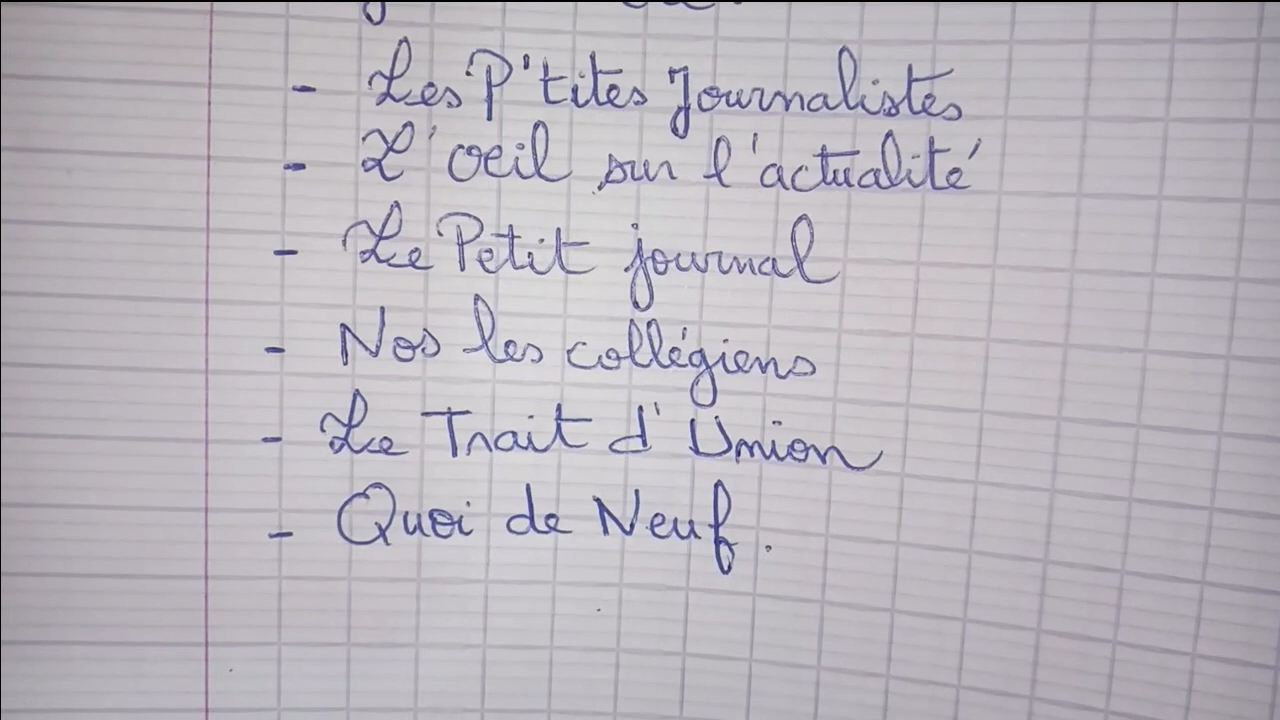 - Les P'tites Journalistes
- L'oeil sur l'actualité
- Le Petit journal
- Nos les collégiens
- Le Trait d'Union
- Quoi de Neuf.